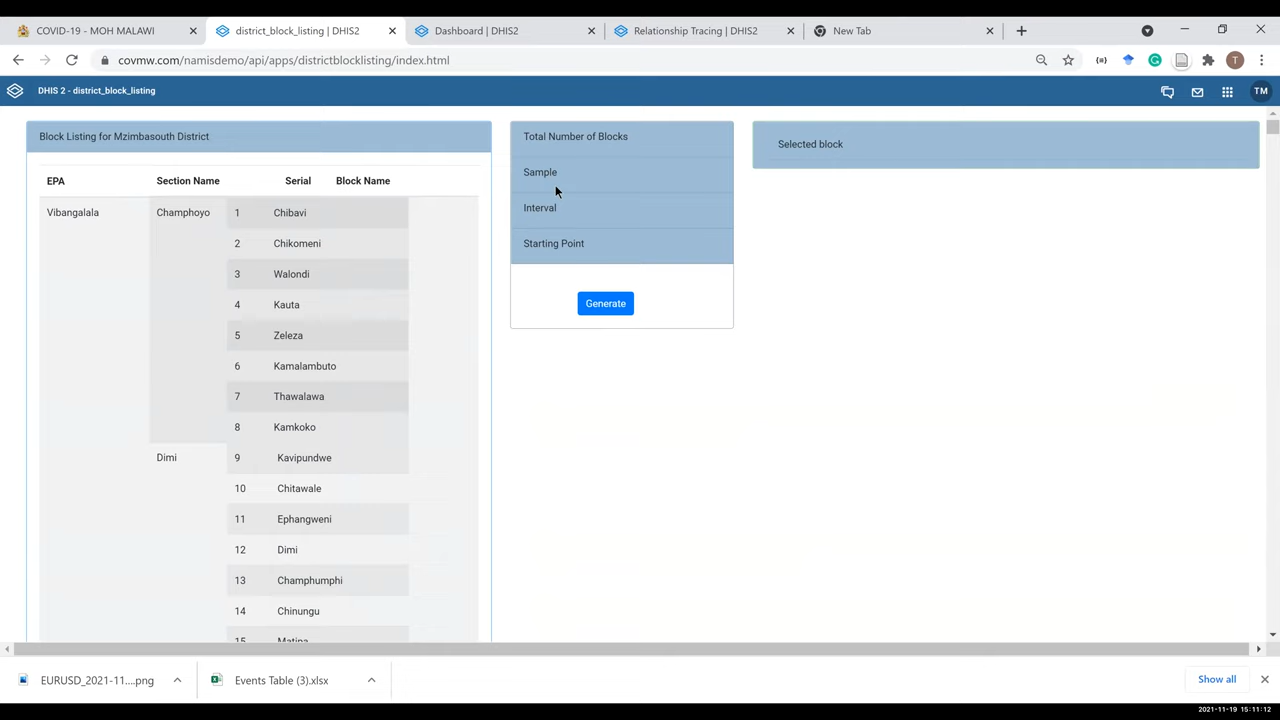 COVID-19 - MOH MALAWI
district_block_listing | DHIS2
Dashboard | DHIS2
Relationship Tracing | DHIS2
New Tab
covmw.com/namisdemo/api/apps/districtblocklisting/index.html
T
DHIS 2 - district_block_listing
TM
Block Listing for Mzimbasouth District
EPA Section Name Serial Block Name
Vibangalala Champhoyo 1 Chibavi
2 Chikomeni
3 Walondi
4 Kauta
5 Zeleza
6 Kamalambuto
7 Thawalawa
8 Kamkoko
Dimi 9 Kavipundwe
10 Chitawale
11 Ephangweni
12 Dimi
13 Champhumphi
14 Chinungu
15 Matipa
Total Number of Blocks
Sample
Interval
Starting Point
Generate
Selected block
EURUSD_2021-11....png
Events Table (3).xlsx
Show all
2021-11-19 15:11:12